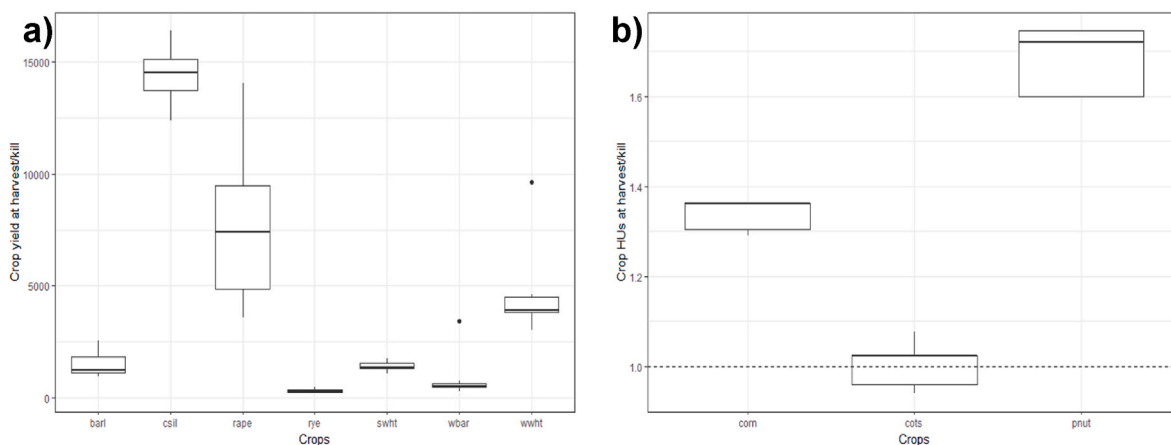 a)
Crop yield at harvest/kill
15000
10000
5000
0
barl csil rape rye swht wbar wwht
Crops
b)
Crop HUs at harvest/kill
1.6
1.4
1.2
1.0
corn cots pnut
Crops